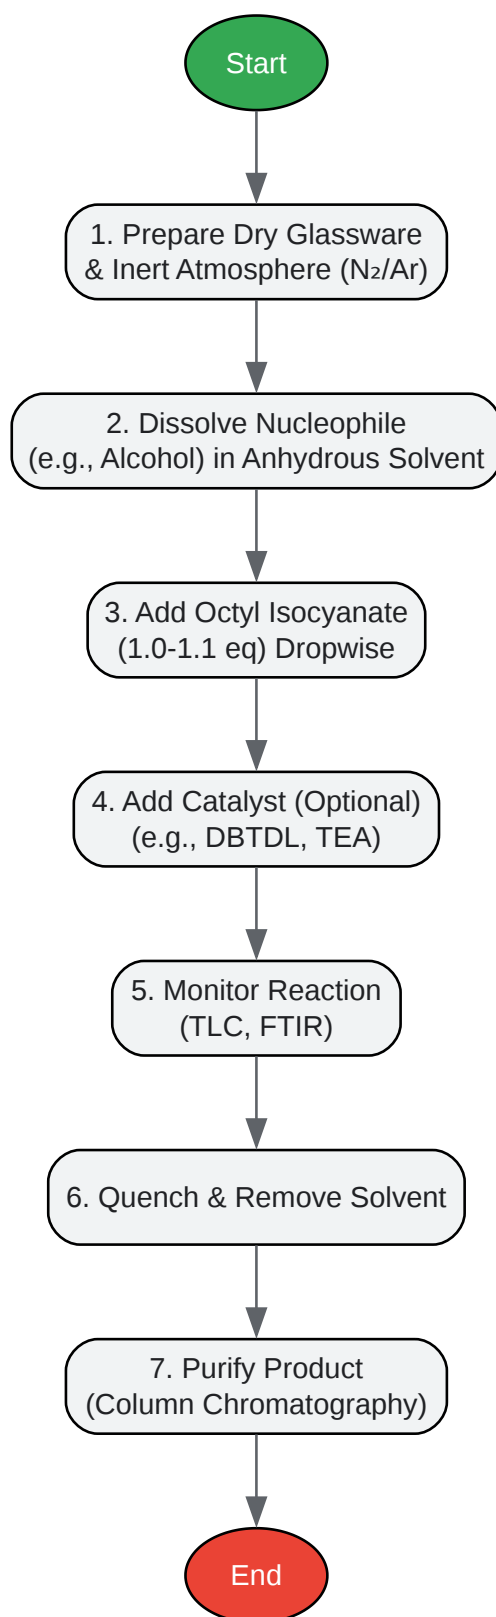 Start
1. Prepare Dry Glassware
& Inert Atmosphere (N₂/Ar)
2. Dissolve Nucleophile
(e.g., Alcohol) in Anhydrous Solvent
3. Add Octyl Isocyanate
(1.0-1.1 eq) Dropwise
4. Add Catalyst (Optional)
(e.g., DBTDL, TEA)
5. Monitor Reaction
(TLC, FTIR)
6. Quench & Remove Solvent
7. Purify Product
(Column Chromatography)
End